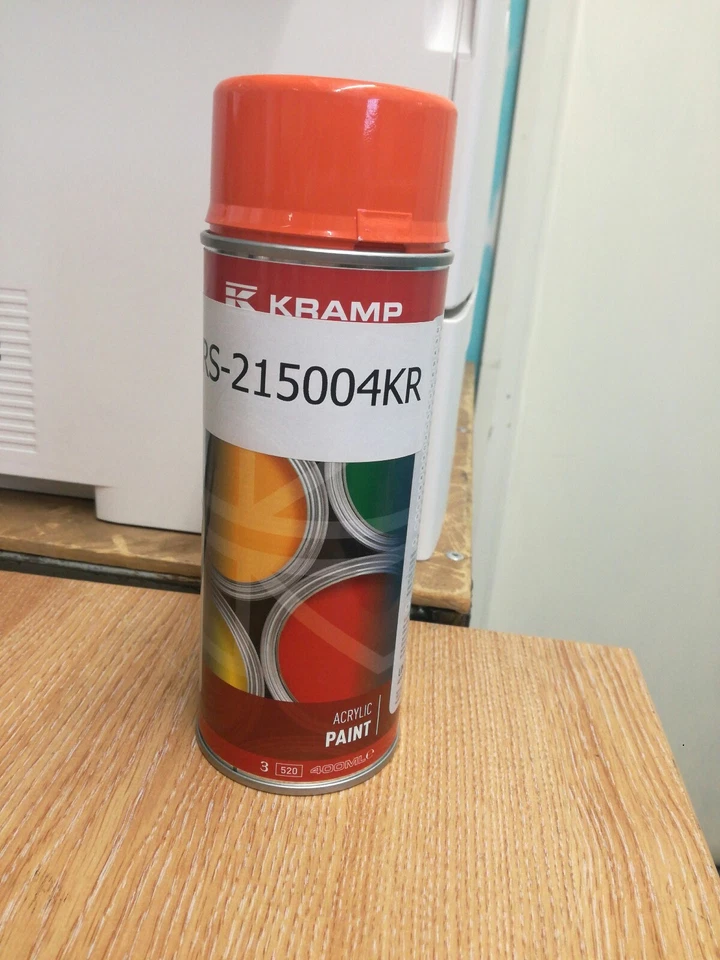 KRAMP
RS-215004KR
ACRYLIC
PAINT
3 520 400ML e